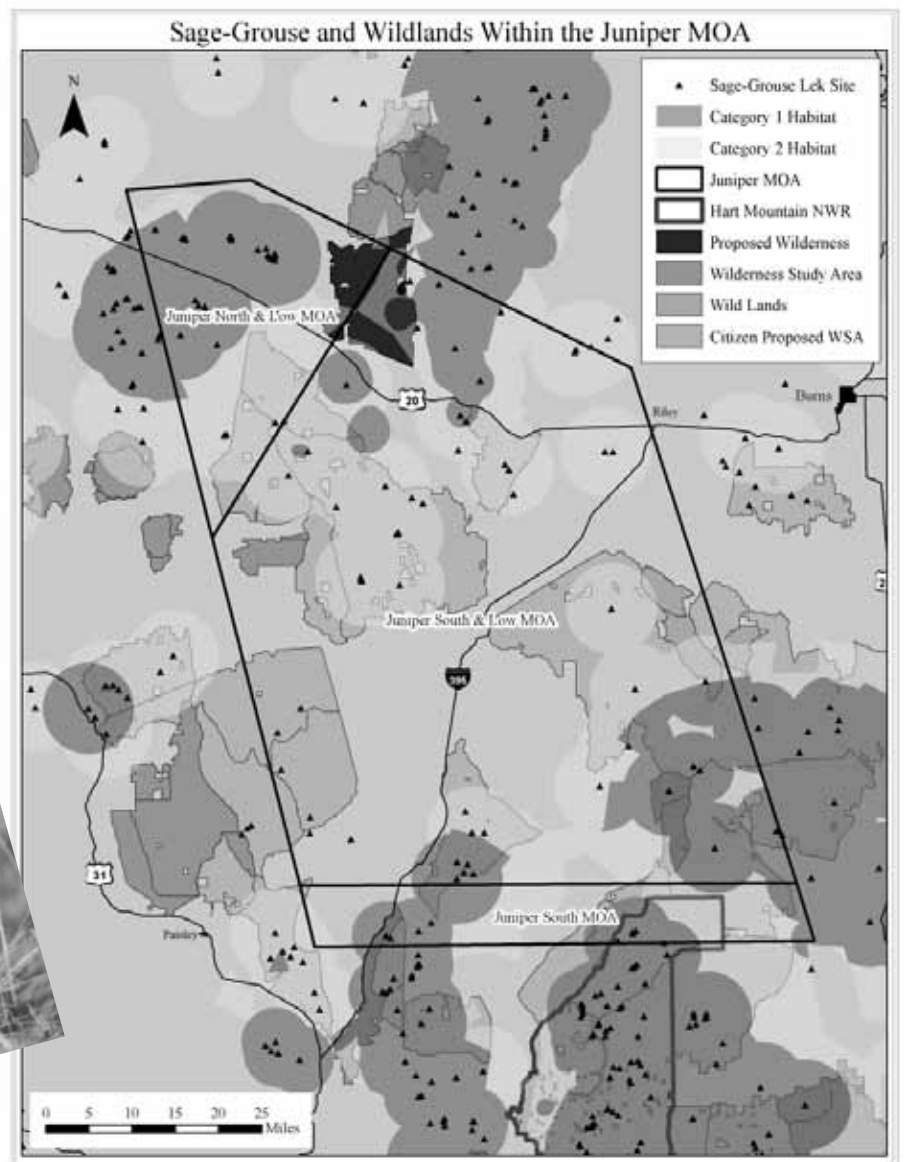 Sage-Grouse and Wildlands Within the Juniper MOA
N
Sage-Grouse Lek Site
Category 1 Habitat
Category 2 Habitat
Juniper MOA
Hart Mountain NWR
Proposed Wilderness
Wilderness Study Area
Wild Lands
Citizen Proposed WSA
Juniper North & Low MOA
20
Burns
Riley
2
Juniper South & Low MOA
395
31
Juniper South MOA
Paisley
0 5 10 15 20 25
Miles